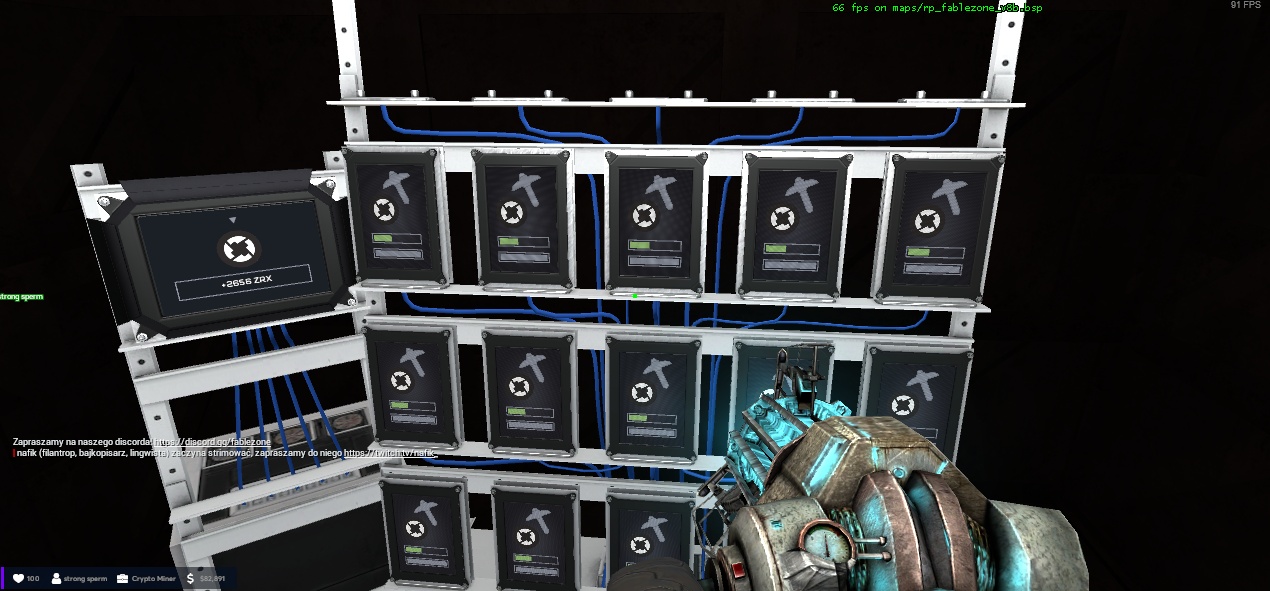 66 fps on maps/rp_fablezone_v8b.bsp
91 FPS
+2656 ZRX
strong sperm
Zapraszamy na naszego discorda! https://discord.gg/fablezone
nafik (filantrop, bajkopisarz, lingwista) zaczyna strimować, zapraszamy do niego https://twitch.tv/nafik_
100
strong sperm
Crypto Miner
$82,891